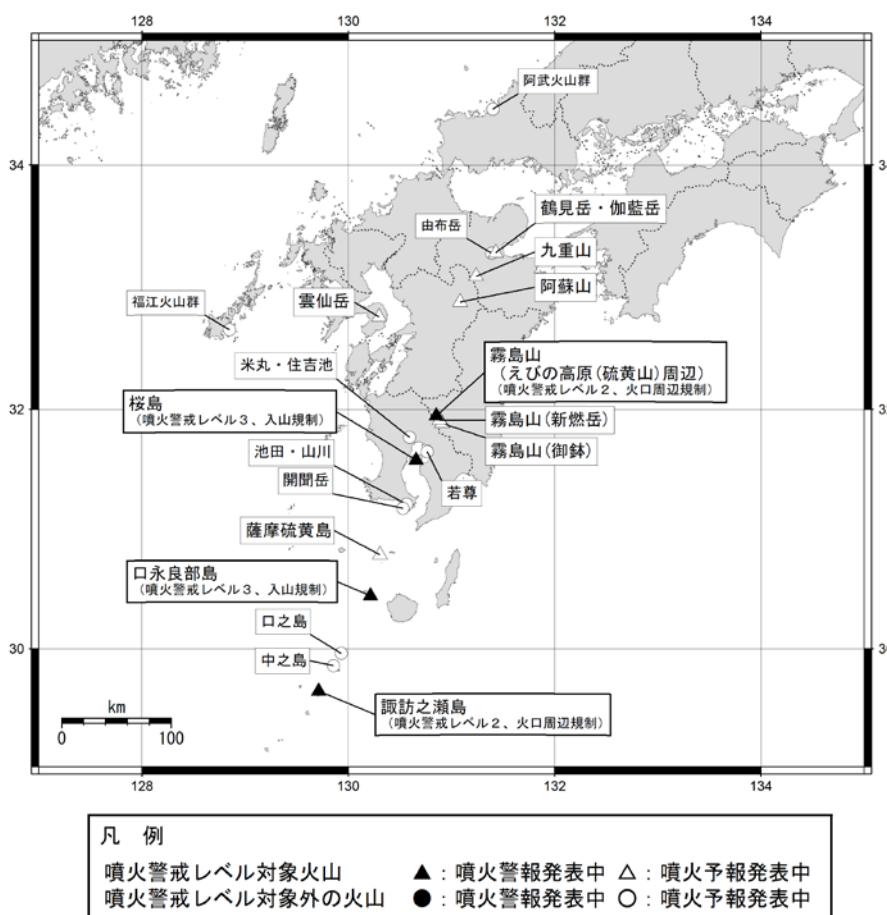 128
130
132
134
阿武火山群
34
34
鶴見岳・伽藍岳
由布岳
九重山
阿蘇山
雲仙岳
福江火山群
米丸・住吉池
霧島山
(えびの高原(硫黄山)周辺)
(噴火警戒レベル2、火口周辺規制)
桜島
(噴火警戒レベル3、入山規制)
32
32
霧島山(新燃岳)
霧島山(御鉢)
池田・山川
開聞岳
若尊
薩摩硫黄島
口永良部島
(噴火警戒レベル3、入山規制)
口之島
中之島
30
諏訪之瀬島
(噴火警戒レベル2、火口周辺規制)
km
0 100
128
130
132
134
凡 例
噴火警戒レベル対象火山 ▲:噴火警報発表中 △:噴火予報発表中
噴火警戒レベル対象外の火山 ●:噴火警報発表中 ○:噴火予報発表中